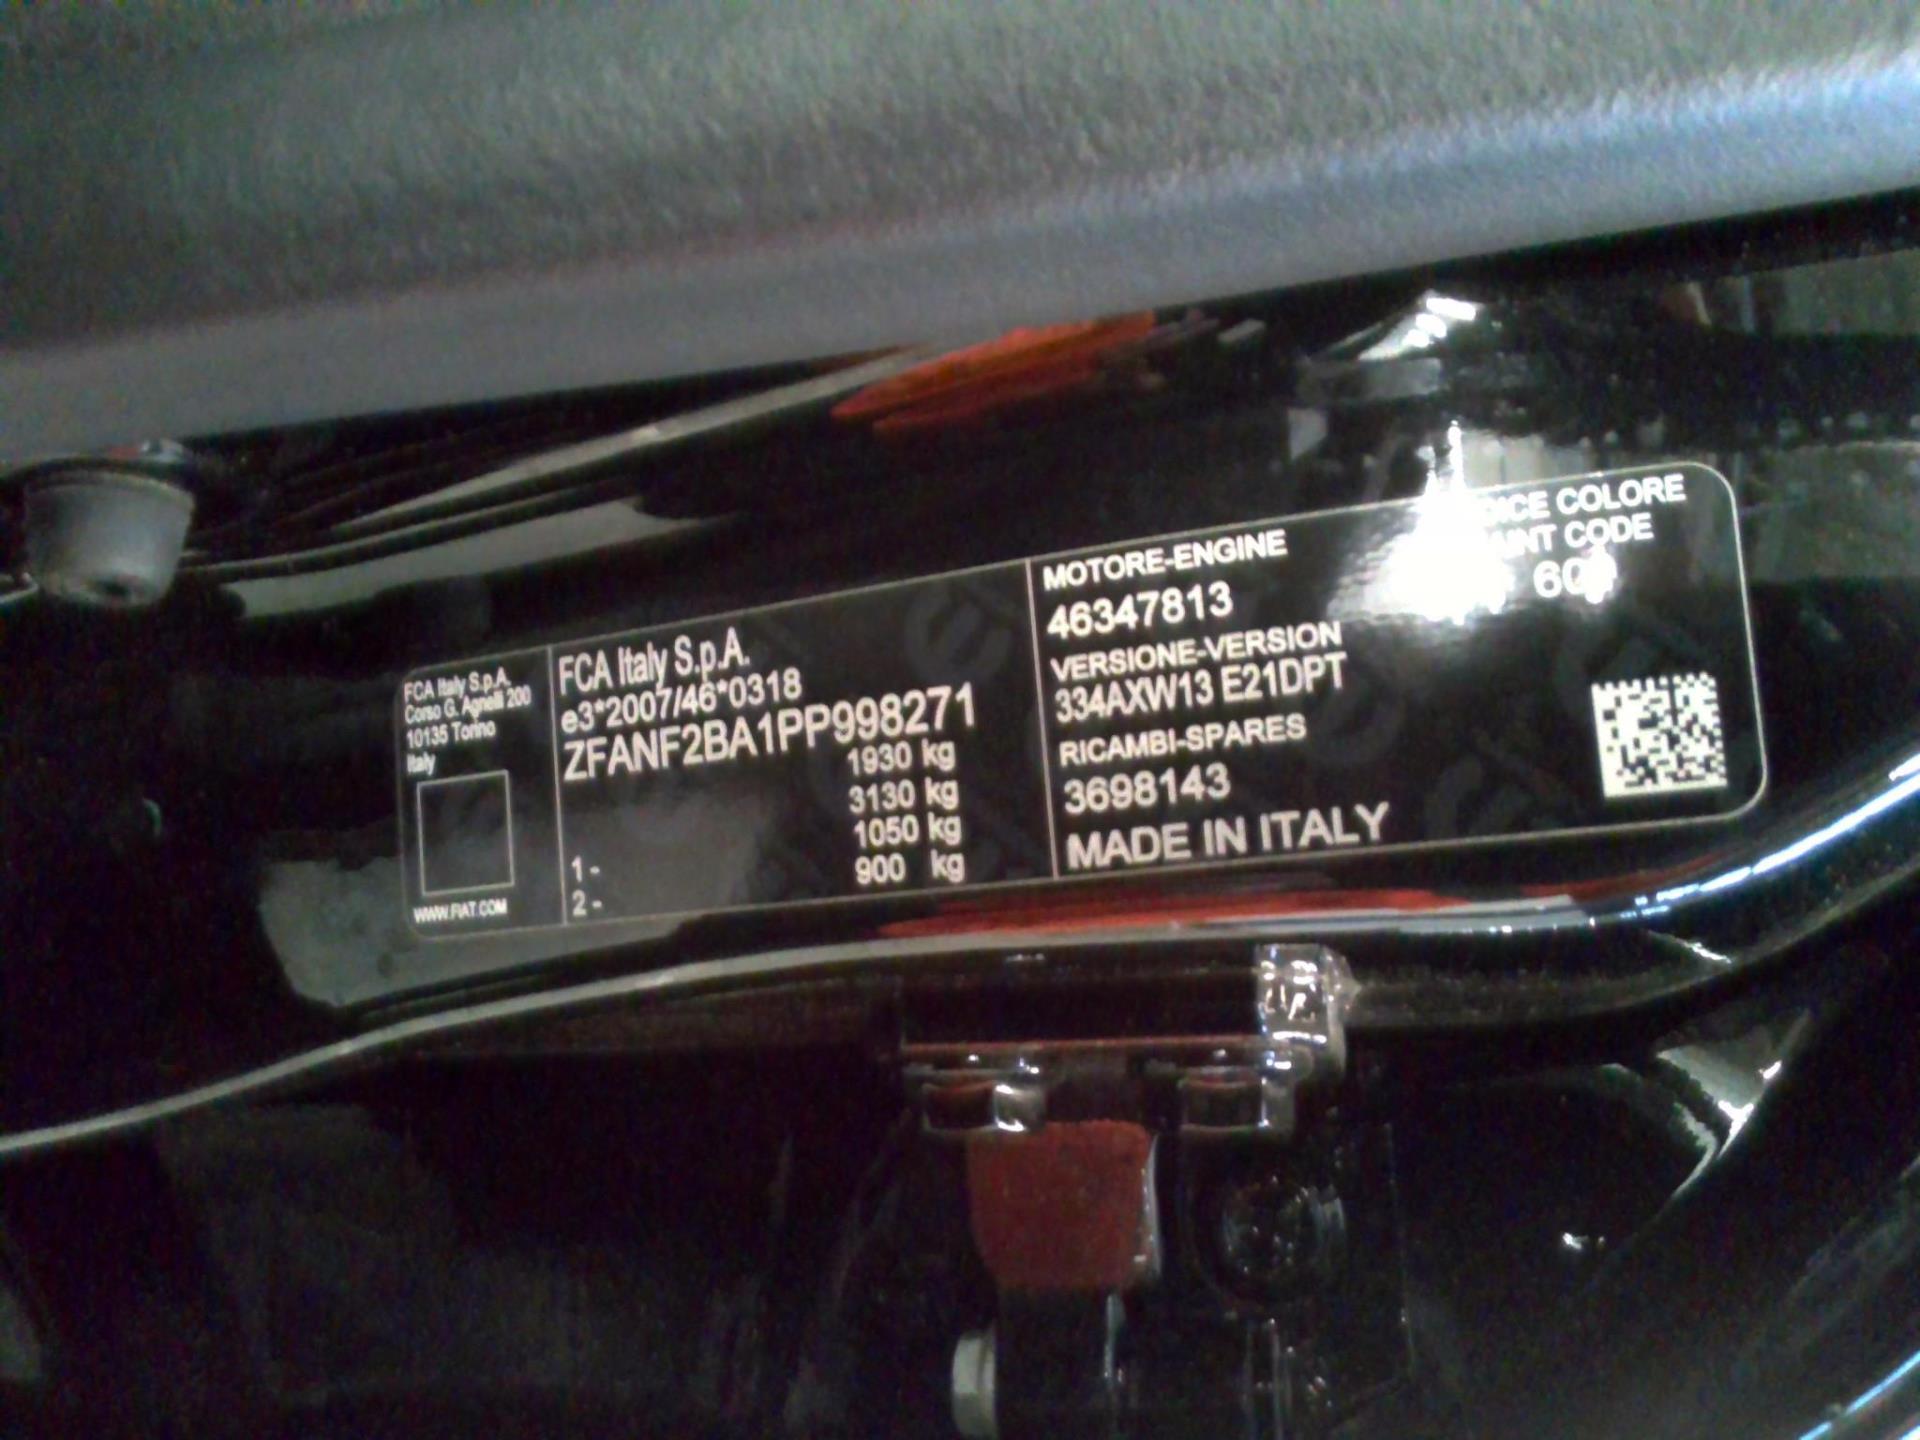 FCA Italy S.p.A.
Corso G. Agnelli 200
10135 Torino
Italy
WWW.FIAT.COM
FCA Italy S.p.A.
e3*2007/46*0318
ZFANF2BA1PP998271
1930 kg
3130 kg
1 - 1050 kg
2 - 900 kg
MOTORE-ENGINE
46347813
VERSIONE-VERSION
334AXW13 E21DPT
RICAMBI-SPARES
3698143
MADE IN ITALY
COLORE
CODE